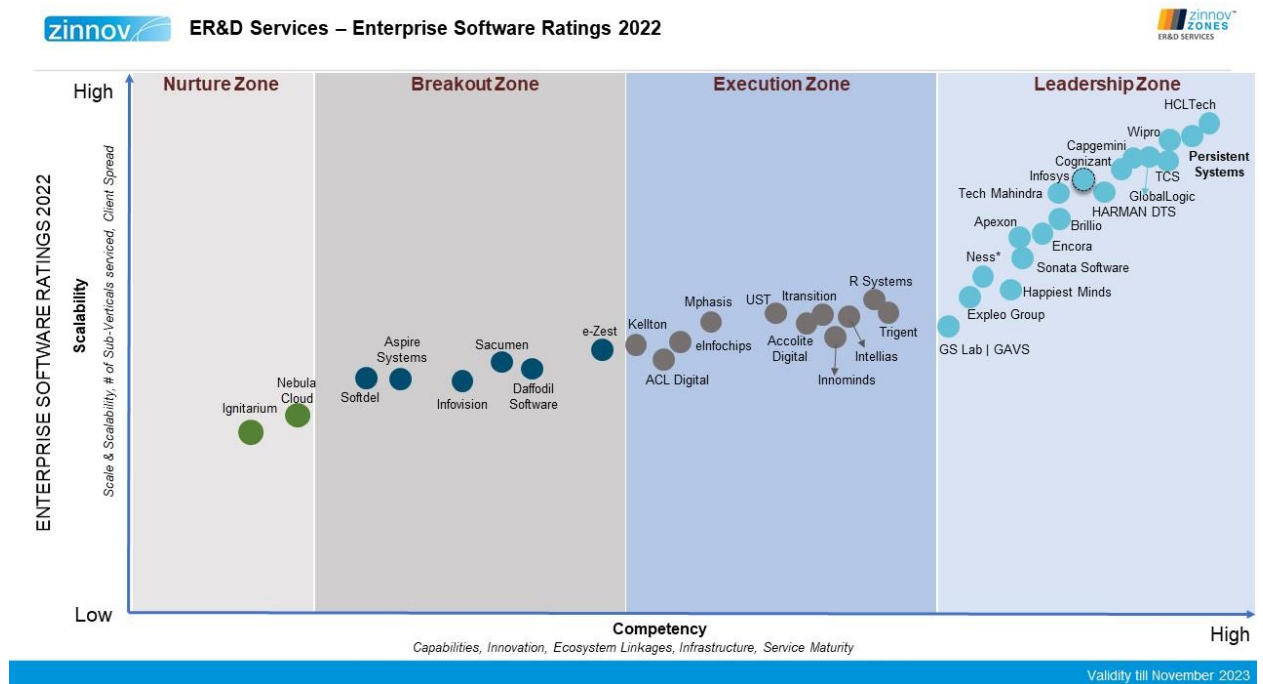 zinnov
ER&D Services – Enterprise Software Ratings 2022
zinnov™
ZONES
ER&D SERVICES
High
Nurture Zone
Breakout Zone
Execution Zone
Leadership Zone
HCLTech
Wipro
Persistent
Systems
Capgemini
Cognizant
TCS
Infosys
GlobalLogic
Tech Mahindra
HARMAN DTS
Apexon
Brillio
Encora
Ness*
Sonata Software
Happiest Minds
Expleo Group
GS Lab | GAVS
R Systems
Mphasis
UST
Itransition
Kellton
Trigent
eInfochips
Accolite
Digital
Intellias
ACL Digital
Innominds
e-Zest
Aspire
Systems
Sacumen
Softdel
Infovision
Daffodil
Software
Nebula
Cloud
Ignitarium
ENTERPRISE SOFTWARE RATINGS 2022
Scalability
Scale & Scalability, # of Sub-Verticals serviced, Client Spread
Low
Competency
Capabilities, Innovation, Ecosystem Linkages, Infrastructure, Service Maturity
High
Validity till November 2023